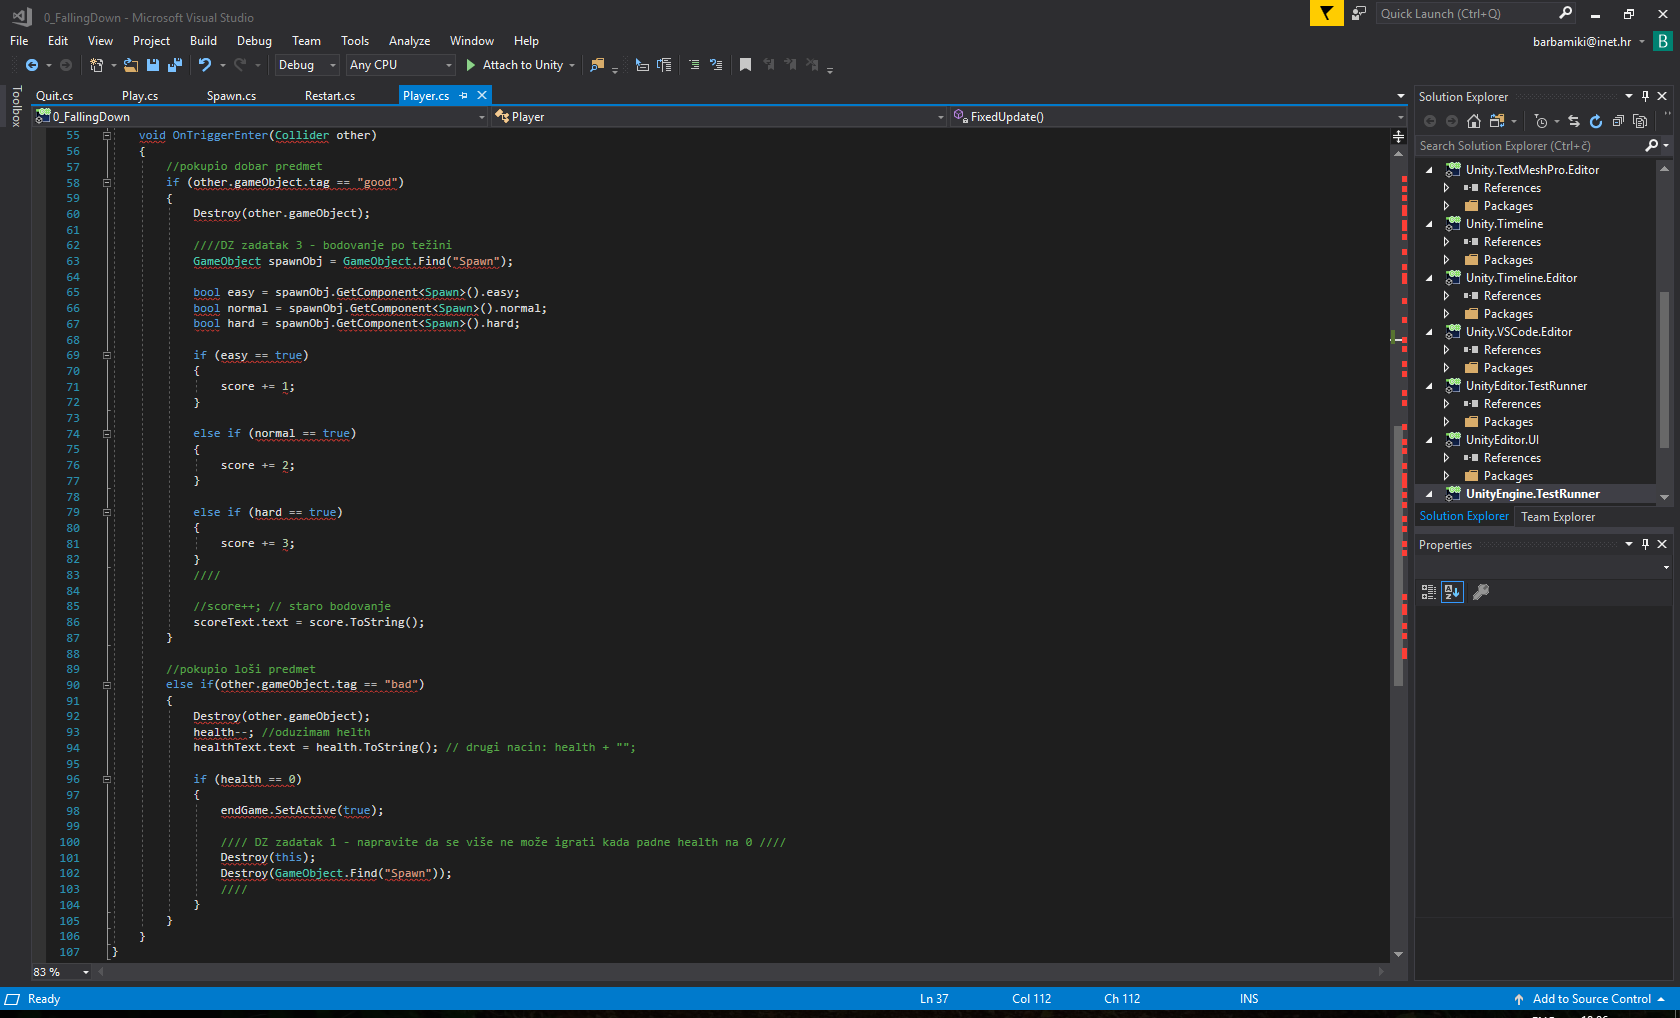 0_FallingDown - Microsoft Visual Studio
Quick Launch (Ctrl+Q)
File Edit View Project Build Debug Team Tools Analyze Window Help
barbamiki@inet.hr B
Debug Any CPU Attach to Unity
Toolbox
Quit.cs Play.cs Spawn.cs Restart.cs Player.cs
0_FallingDown Player FixedUpdate()
55 void OnTriggerEnter(Collider other)
56 {
57 //pokupio dobar predmet
58 if (other.gameObject.tag == "good")
59 {
60 Destroy(other.gameObject);
61
62 ////DZ zadatak 3 - bodovanje po težini
63 GameObject spawnObj = GameObject.Find("Spawn");
64
65 bool easy = spawnObj.GetComponent<Spawn>().easy;
66 bool normal = spawnObj.GetComponent<Spawn>().normal;
67 bool hard = spawnObj.GetComponent<Spawn>().hard;
68
69 if (easy == true)
70 {
71 score += 1;
72 }
73
74 else if (normal == true)
75 {
76 score += 2;
77 }
78
79 else if (hard == true)
80 {
81 score += 3;
82 }
83 ////
84
85 //score++; // staro bodovanje
86 scoreText.text = score.ToString();
87 }
88
89 //pokupio loši predmet
90 else if(other.gameObject.tag == "bad")
91 {
92 Destroy(other.gameObject);
93 health--; //oduzimam helth
94 healthText.text = health.ToString(); // drugi nacin: health + "";
95
96 if (health == 0)
97 {
98 endGame.SetActive(true);
99
100 //// DZ zadatak 1 - napravite da se više ne može igrati kada padne health na 0 ////
101 Destroy(this);
102 Destroy(GameObject.Find("Spawn"));
103 ////
104 }
105 }
106 }
107 }
83 %
Solution Explorer
Search Solution Explorer (Ctrl+č)
Unity.TextMeshPro.Editor
References
Packages
Unity.Timeline
References
Packages
Unity.Timeline.Editor
References
Packages
Unity.VSCode.Editor
References
Packages
UnityEditor.TestRunner
References
Packages
UnityEditor.UI
References
Packages
UnityEngine.TestRunner
Solution Explorer Team Explorer
Properties
Ready Ln 37 Col 112 Ch 112 INS Add to Source Control